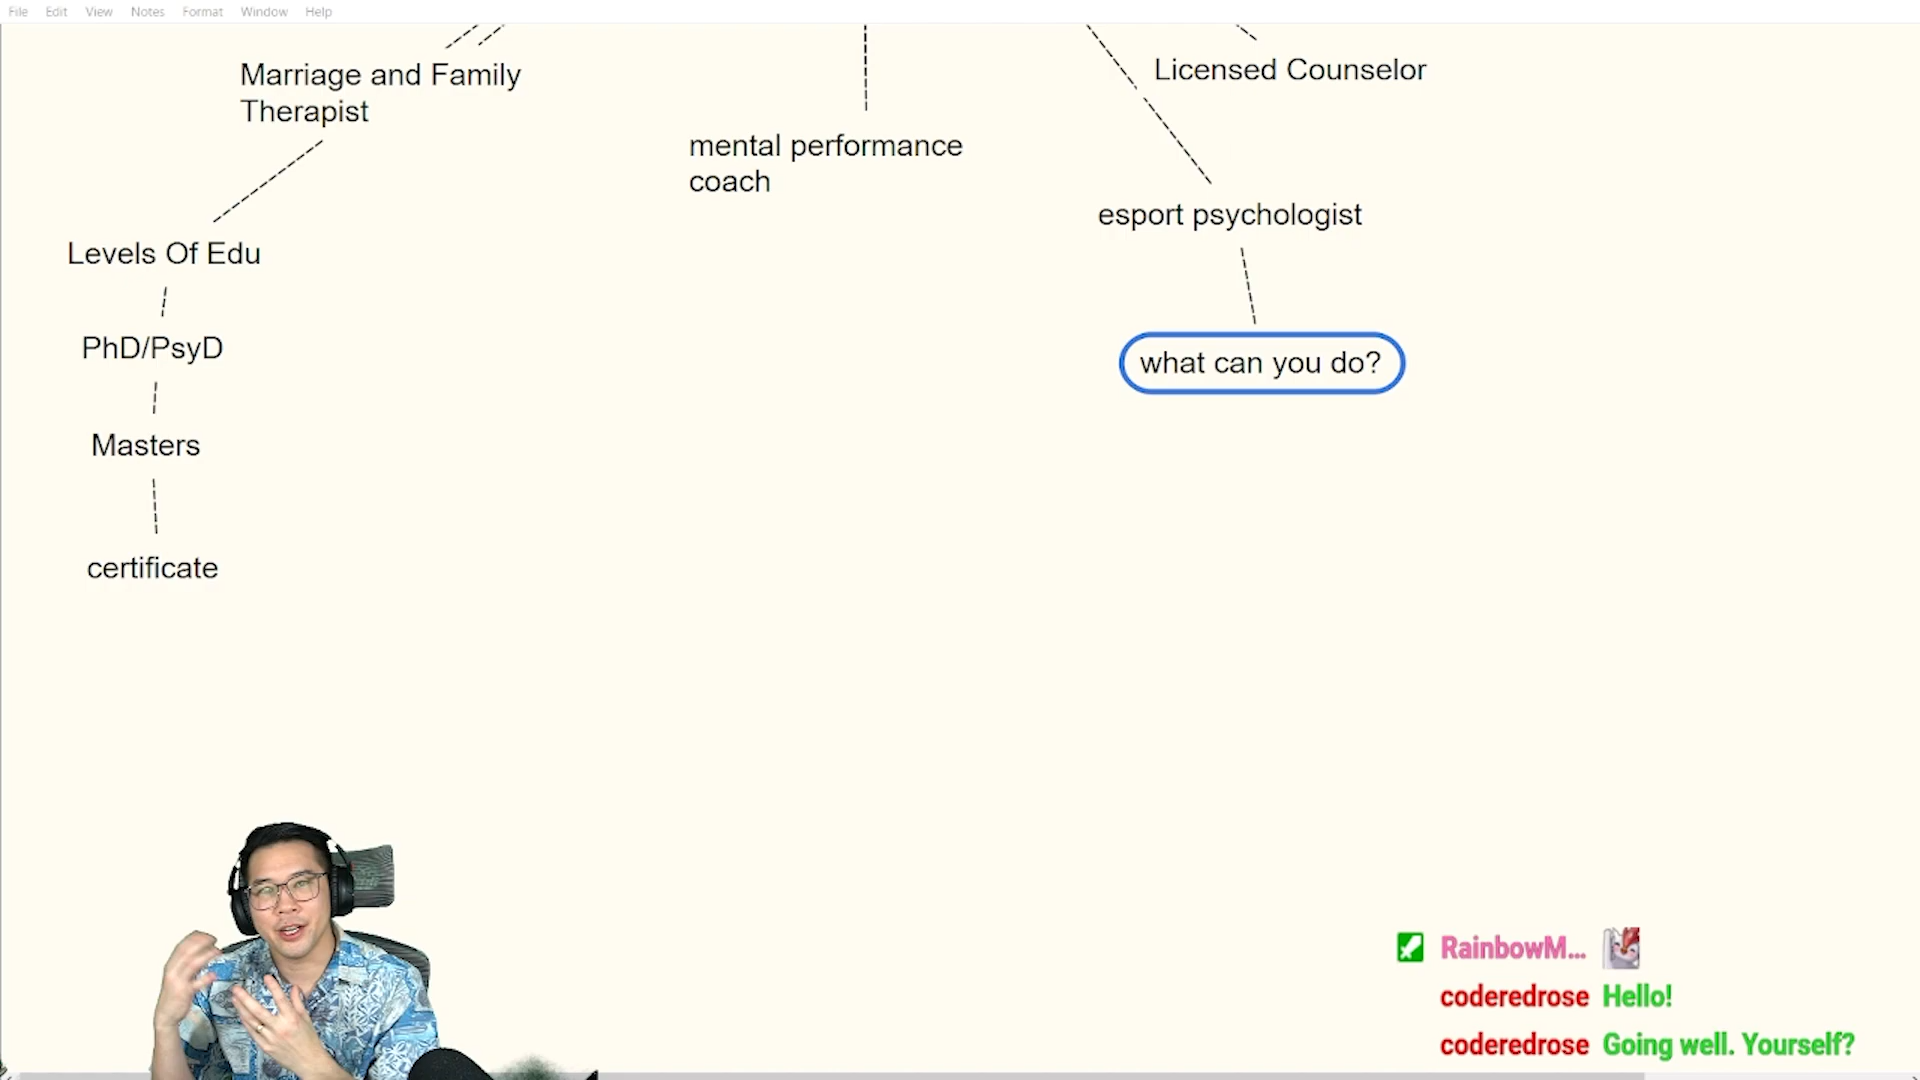 File Edit View Notes Format Window Help
Marriage and Family
Therapist
Licensed Counselor
mental performance
coach
esport psychologist
Levels Of Edu
PhD/PsyD
what can you do?
Masters
certificate
RainbowM...
coderedrose Hello!
coderedrose Going well. Yourself?